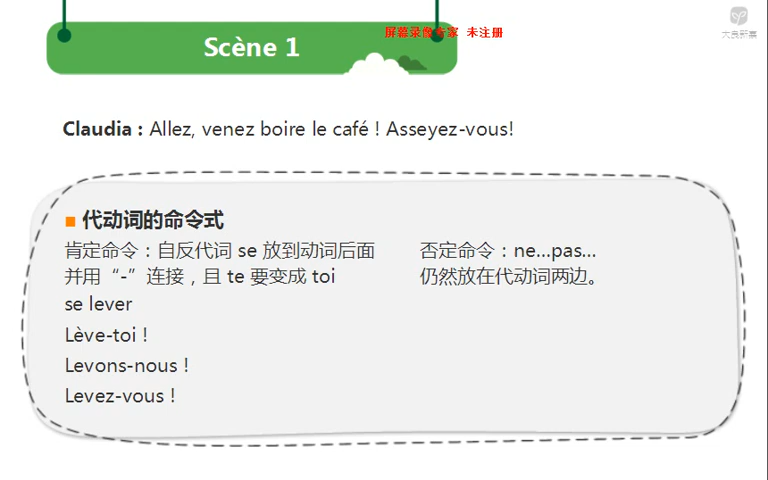 Scène 1
屏幕录像专家 未注册
大良新嘉
Claudia : Allez, venez boire le café ! Asseyez-vous!
■ 代动词的命令式
肯定命令：自反代词 se 放到动词后面
并用“-”连接，且 te 要变成 toi
se lever
Lève-toi !
Levons-nous !
Levez-vous !
否定命令：ne...pas...
仍然放在代动词两边。